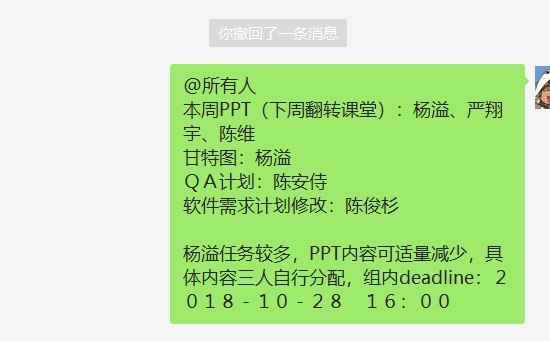 你撤回了一条消息
@所有人
本周PPT（下周翻转课堂）：杨溢、严翔
宇、陈维
甘特图：杨溢
ＱＡ计划：陈安侍
软件需求计划修改：陈俊杉
杨溢任务较多，PPT内容可适量减少，具
体内容三人自行分配，组内deadline：２
０１８－１０－２８　１６：００